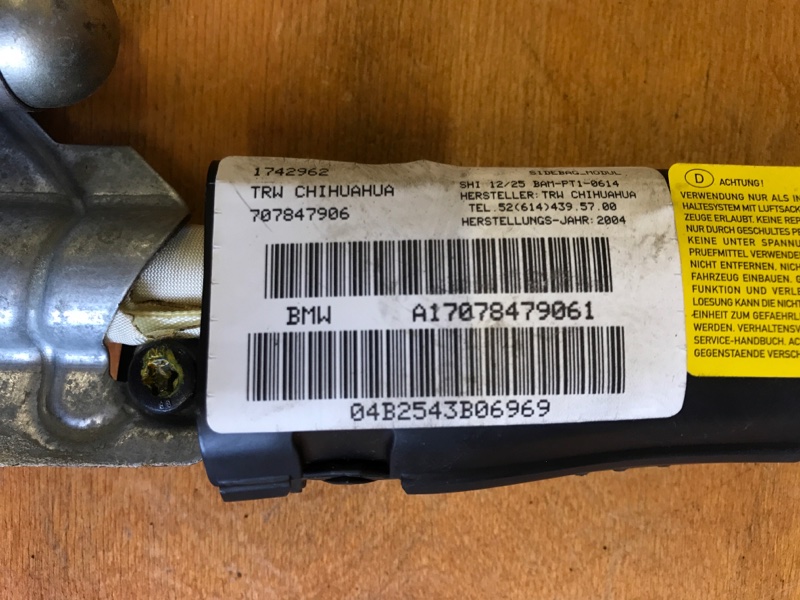 1742962
TRW CHIHUAHUA
707847906
SIDEBAG_MODUL
SHI 12/25 BAM-PT1-0614
HERSTELLER: TRW CHIHUAHUA
TEL.52(614)439.57.00
HERSTELLUNGS-JAHR:2004
BMW A17078479061
04B2543B06969
D ACHTUNG!
VERWENDUNG NUR ALS IN
HALTESYSTEM MIT LUFTSACK
ZEUGE ERLAUBT. KEINE REP
NUR DURCH GESCHULTES PE
KEINE UNTER SPANNU
PRUEFMITTEL VERWENDE
NICHT ENTFERNEN. NICH
FAHRZEUG EINBAUEN.
FUNKTION UND VERLE
LOESUNG KANN DIE NICHT
EINHEIT ZUM GEFAEHRL
WERDEN. VERHALTENSV
SERVICE-HANDBUCH. AC
GEGENSTAENDE VERSCH